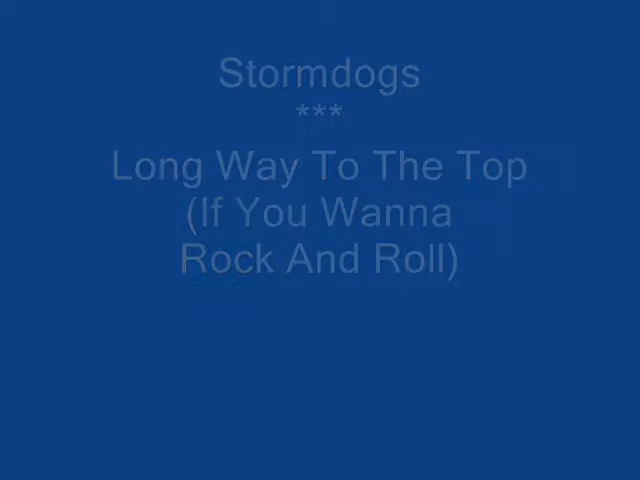 Stormdogs
***
Long Way To The Top
(If You Wanna
Rock And Roll)